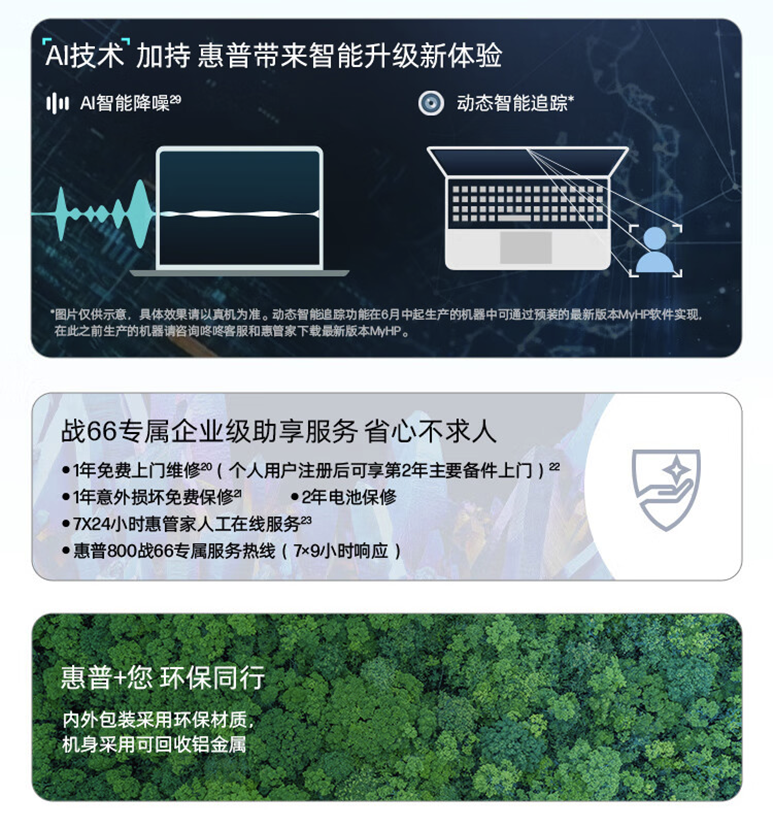 AI技术 加持 惠普带来智能升级新体验
AI智能降噪29
动态智能追踪*
*图片仅供示意，具体效果请以真机为准。动态智能追踪功能在6月中起生产的机器中可通过预装的最新版本MyHP软件实现，
在此之前生产的机器请咨询咚咚客服和惠管家下载最新版本MyHP。
战66专属企业级助享服务 省心不求人
●1年免费上门维修20（个人用户注册后可享第2年主要备件上门）22
●1年意外损坏免费保修21 ●2年电池保修
●7X24小时惠管家人工在线服务23
●惠普800战66专属服务热线（7×9小时响应）
惠普+您 环保同行
内外包装采用环保材质，
机身采用可回收铝金属